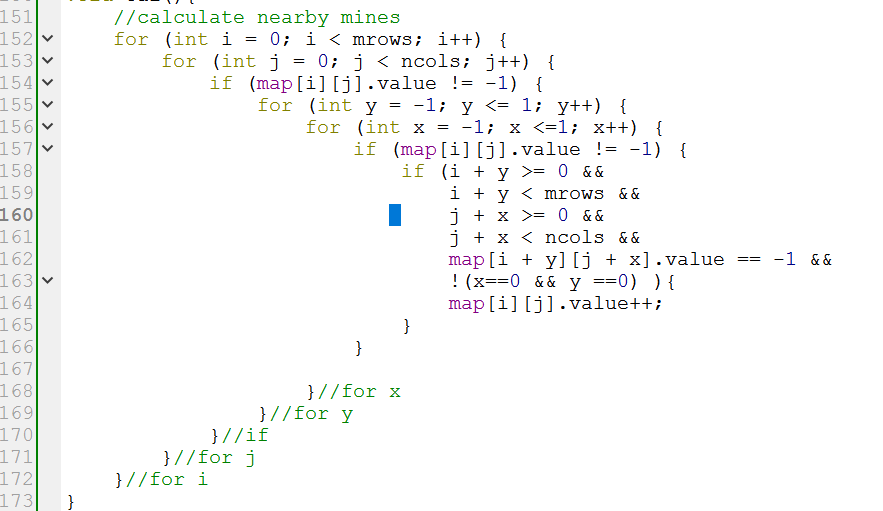 151 //calculate nearby mines
152 for (int i = 0; i < mrows; i++) {
153 for (int j = 0; j < ncols; j++) {
154 if (map[i][j].value != -1) {
155 for (int y = -1; y <= 1; y++) {
156 for (int x = -1; x <=1; x++) {
157 if (map[i][j].value != -1) {
158 if (i + y >= 0 &&
159 i + y < mrows &&
160 j + x >= 0 &&
161 j + x < ncols &&
162 map[i + y][j + x].value == -1 &&
163 !(x==0 && y ==0) ){
164 map[i][j].value++;
165 }
166 }
167
168 }//for x
169 }//for y
170 }//if
171 }//for j
172 }//for i
173 }